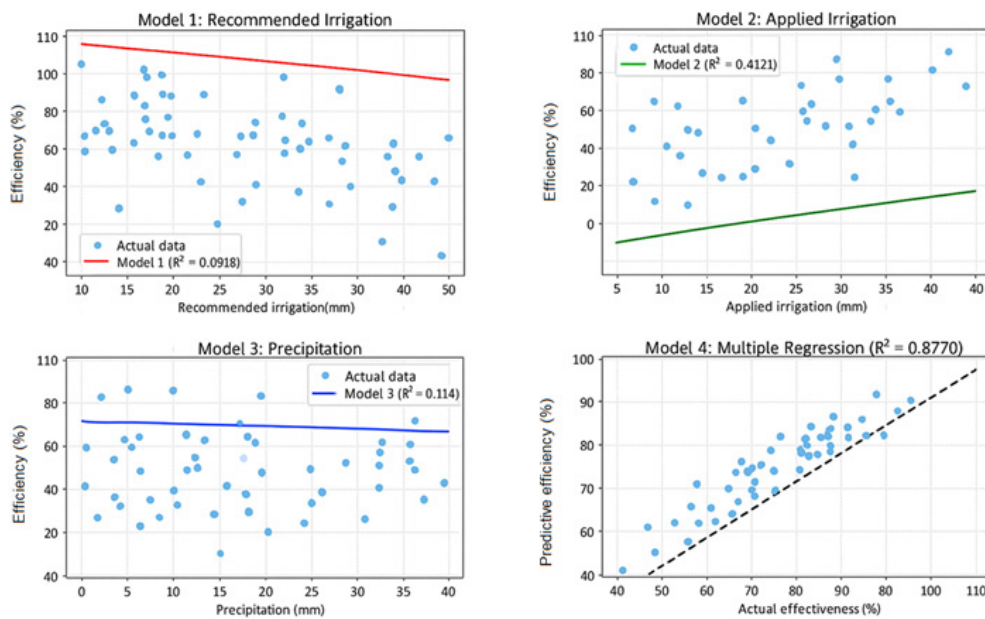 Model 1: Recommended Irrigation
110
100
80
60
40
20
40
Efficiency (%)
Actual data
Model 1 (R² = 0.0918)
10 15 20 15 30 25 40 20 50
Recommended irrigation(mm)
Model 2: Applied Irrigation
110
100
80
60
40
20
0
Efficiency (%)
Actual data
Model 2 (R² = 0.4121)
5 10 16 20 25 30 35 40 40
Applied irrigation (mm)
Model 3: Precipitation
110
80
60
40
20
40
Efficiency (%)
Actual data
Model 3 (R² = 0.114)
0 5 10 15 20 25 30 35 40
Precipitation (mm)
Model 4: Multiple Regression (R² = 0.8770)
100
90
80
70
60
40
Predictive efficiency (%)
40 40 60 70 80 90 90 100 110
Actual effectiveness (%)